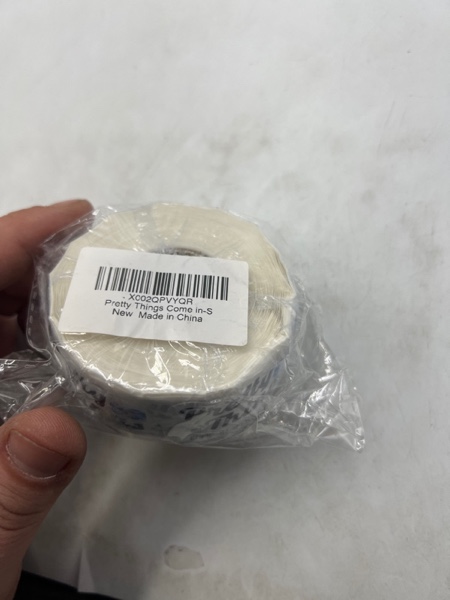 X002QPVYQR
Pretty Things Come in-S
New Made in China